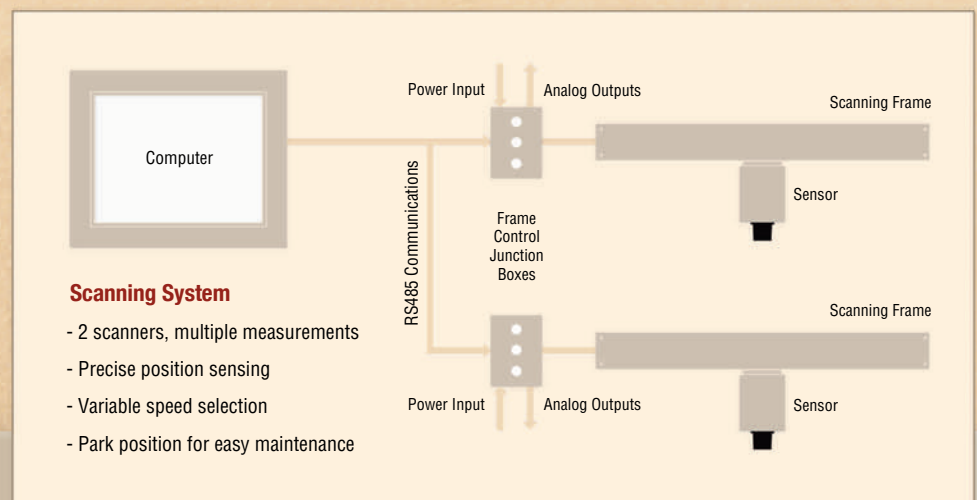 Power Input
Analog Outputs
Scanning Frame
Computer
Sensor
RS485 Communications
Frame
Control
Junction
Boxes
Scanning System
- 2 scanners, multiple measurements
- Precise position sensing
- Variable speed selection
- Park position for easy maintenance
Scanning Frame
Power Input
Analog Outputs
Sensor